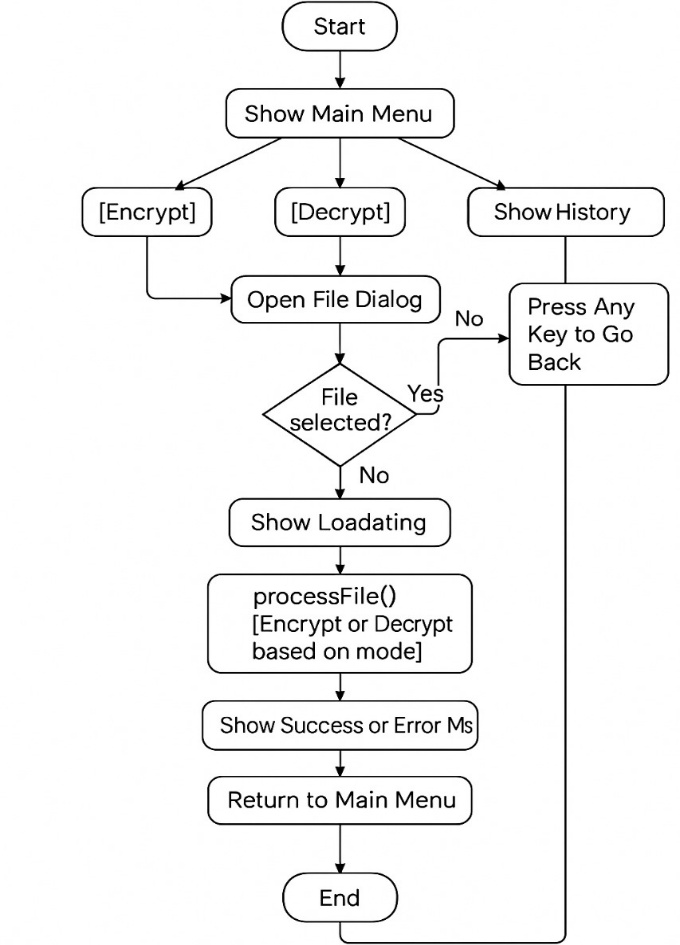 Start
Show Main Menu
[Encrypt]
[Decrypt]
Show History
Open File Dialog
Press Any
Key to Go
Back
No
Yes
File
selected?
No
Show Loadating
processFile()
[Encrypt or Decrypt
based on mode]
Show Success or Error Ms
Return to Main Menu
End